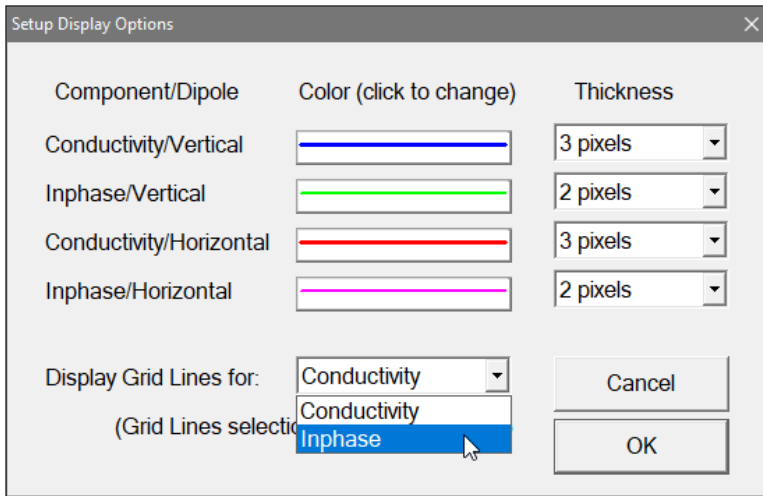 Setup Display Options
Component/Dipole Color (click to change) Thickness
Conductivity/Vertical 3 pixels
Inphase/Vertical 2 pixels
Conductivity/Horizontal 3 pixels
Inphase/Horizontal 2 pixels
Display Grid Lines for: Conductivity Cancel
Conductivity
(Grid Lines Inphase OK